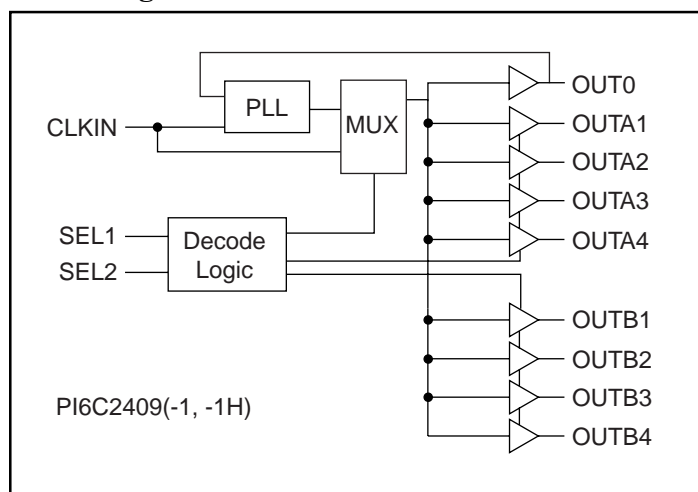 PLL
MUX
CLKIN
SEL1
SEL2
Decode
Logic
OUT0
OUTA1
OUTA2
OUTA3
OUTA4
OUTB1
OUTB2
OUTB3
OUTB4
PI6C2409(-1, -1H)